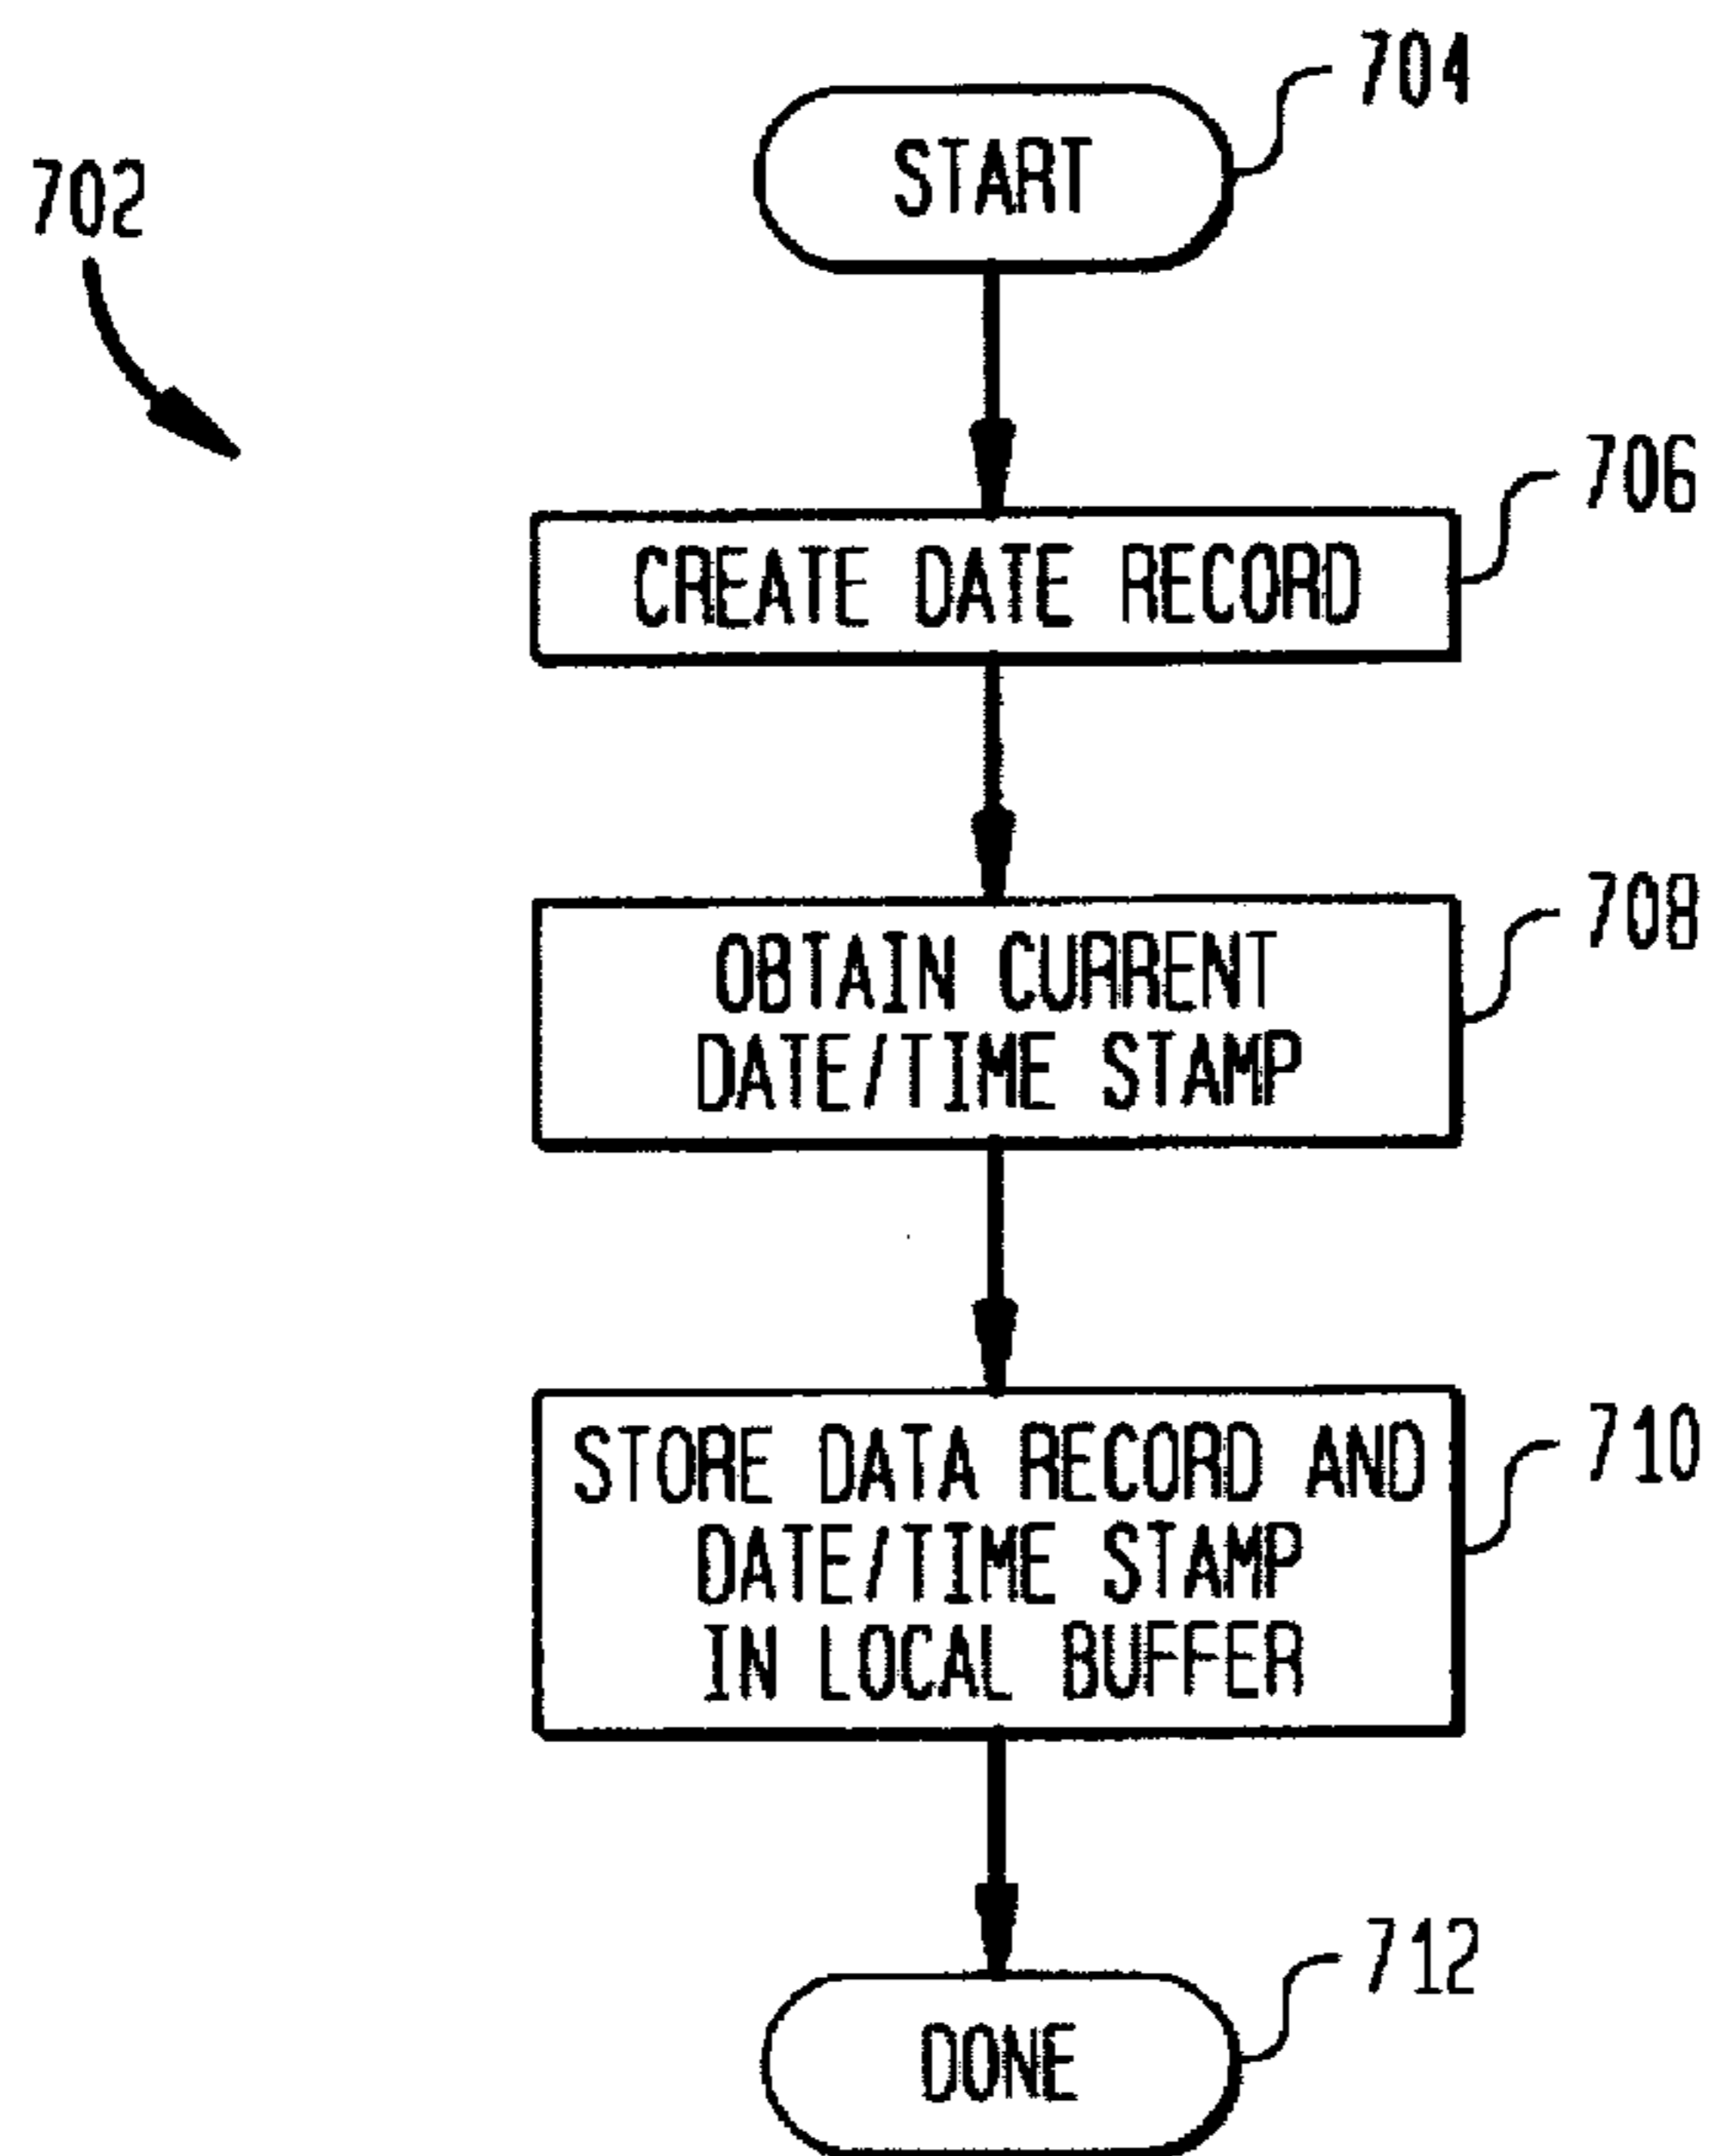 704
702
START
706
CREATE DATE RECORD
708
OBTAIN CURRENT
DATE/TIME STAMP
710
STORE DATA RECORD AND
DATE/TIME STAMP
IN LOCAL BUFFER
712
DONE